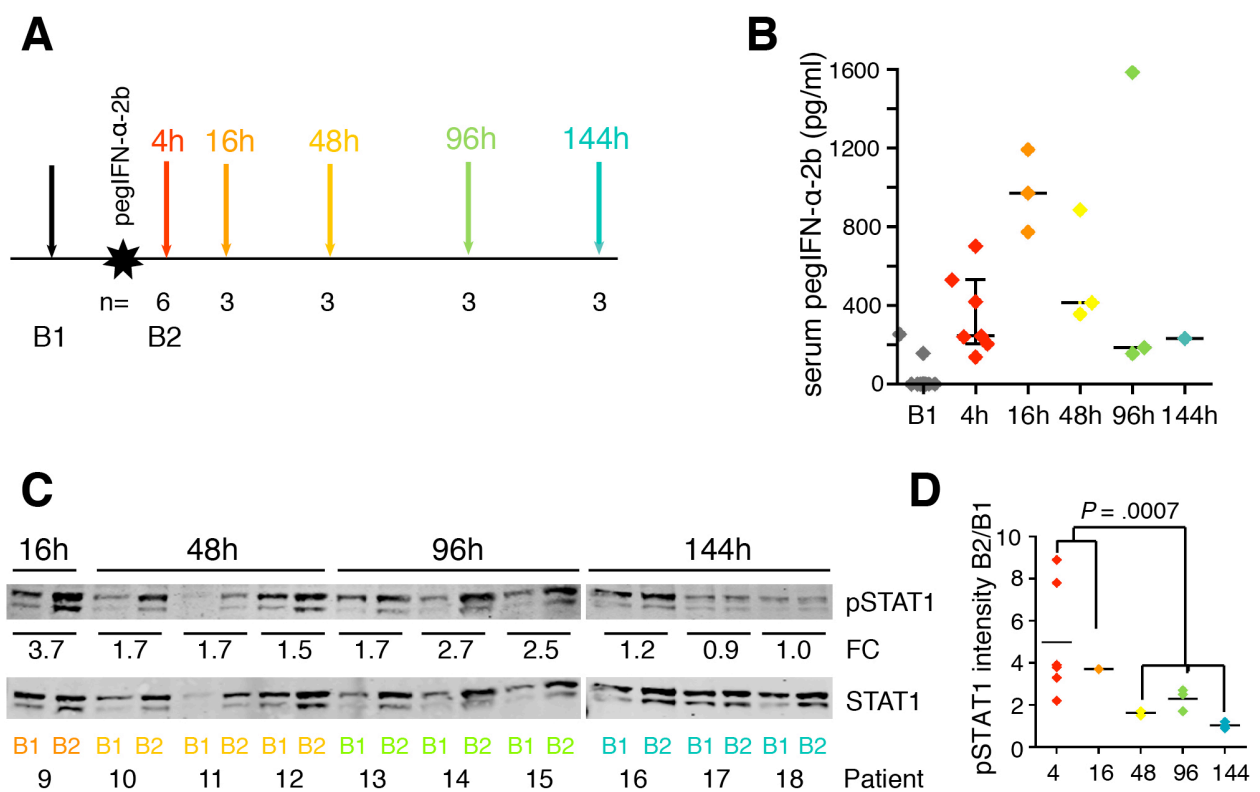 A
pegIFN-α-2b
4h 16h 48h 96h 144h
n= 6 3 3 3 3
B1 B2
B
serum pegIFN-α-2b (pg/ml)
1600
1200
800
400
0
B1 4h 16h 48h 96h 144h
C
16h 48h 96h 144h
pSTAT1
3.7 1.7 1.7 1.5 1.7 2.7 2.5 1.2 0.9 1.0 FC
STAT1
B1 B2 B1 B2 B1 B2 B1 B2 B1 B2 B1 B2 B1 B2 B1 B2 B1 B2 B1 B2
9 10 11 12 13 14 15 16 17 18 Patient
D
P = .0007
pSTAT1 intensity B2/B1
10
8
6
4
2
0
4 16 48 96 144